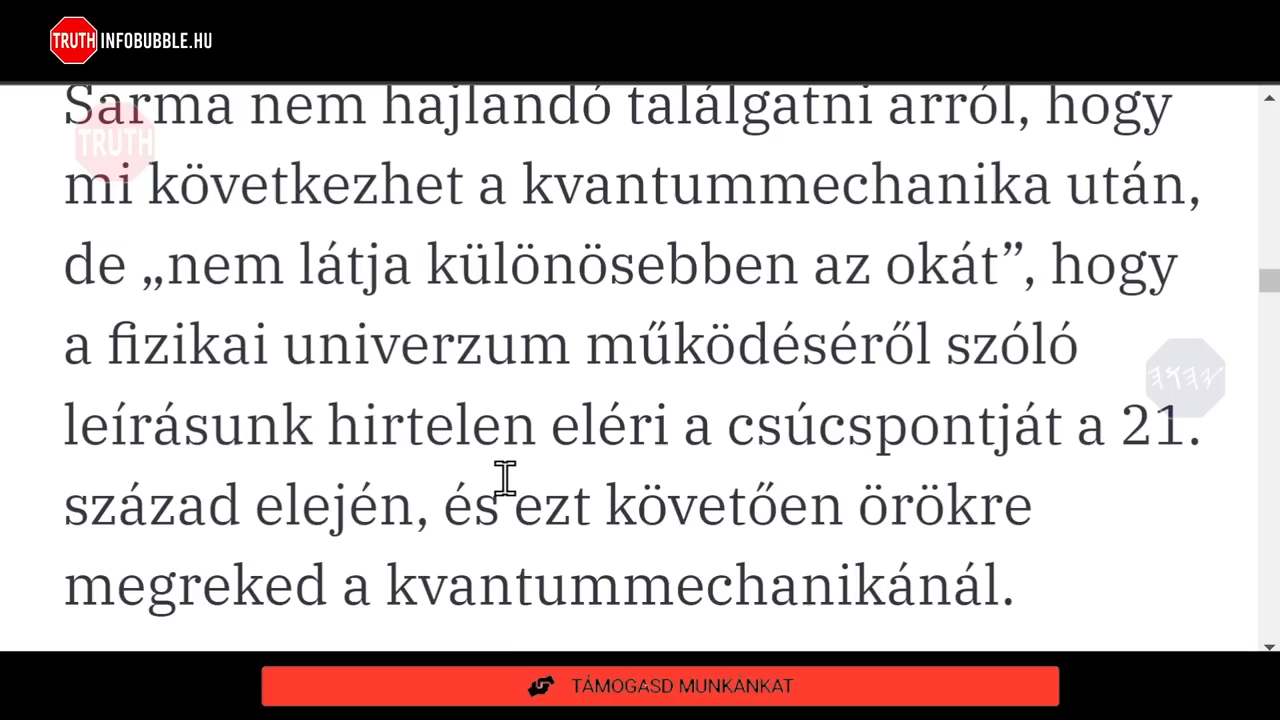 TRUTH INFOBUBBLE.HU
Sarma nem hajlandó találgatni arról, hogy
TRUTH
mi következhet a kvantummechanika után,
de „nem látja különösebben az okát”, hogy
a fizikai univerzum működéséről szóló
leírásunk hirtelen eléri a csúcspontját a 21.
század elején, és ezt követően örökre
megreked a kvantummechanikánál.
TÁMOGASD MUNKÁNKAT